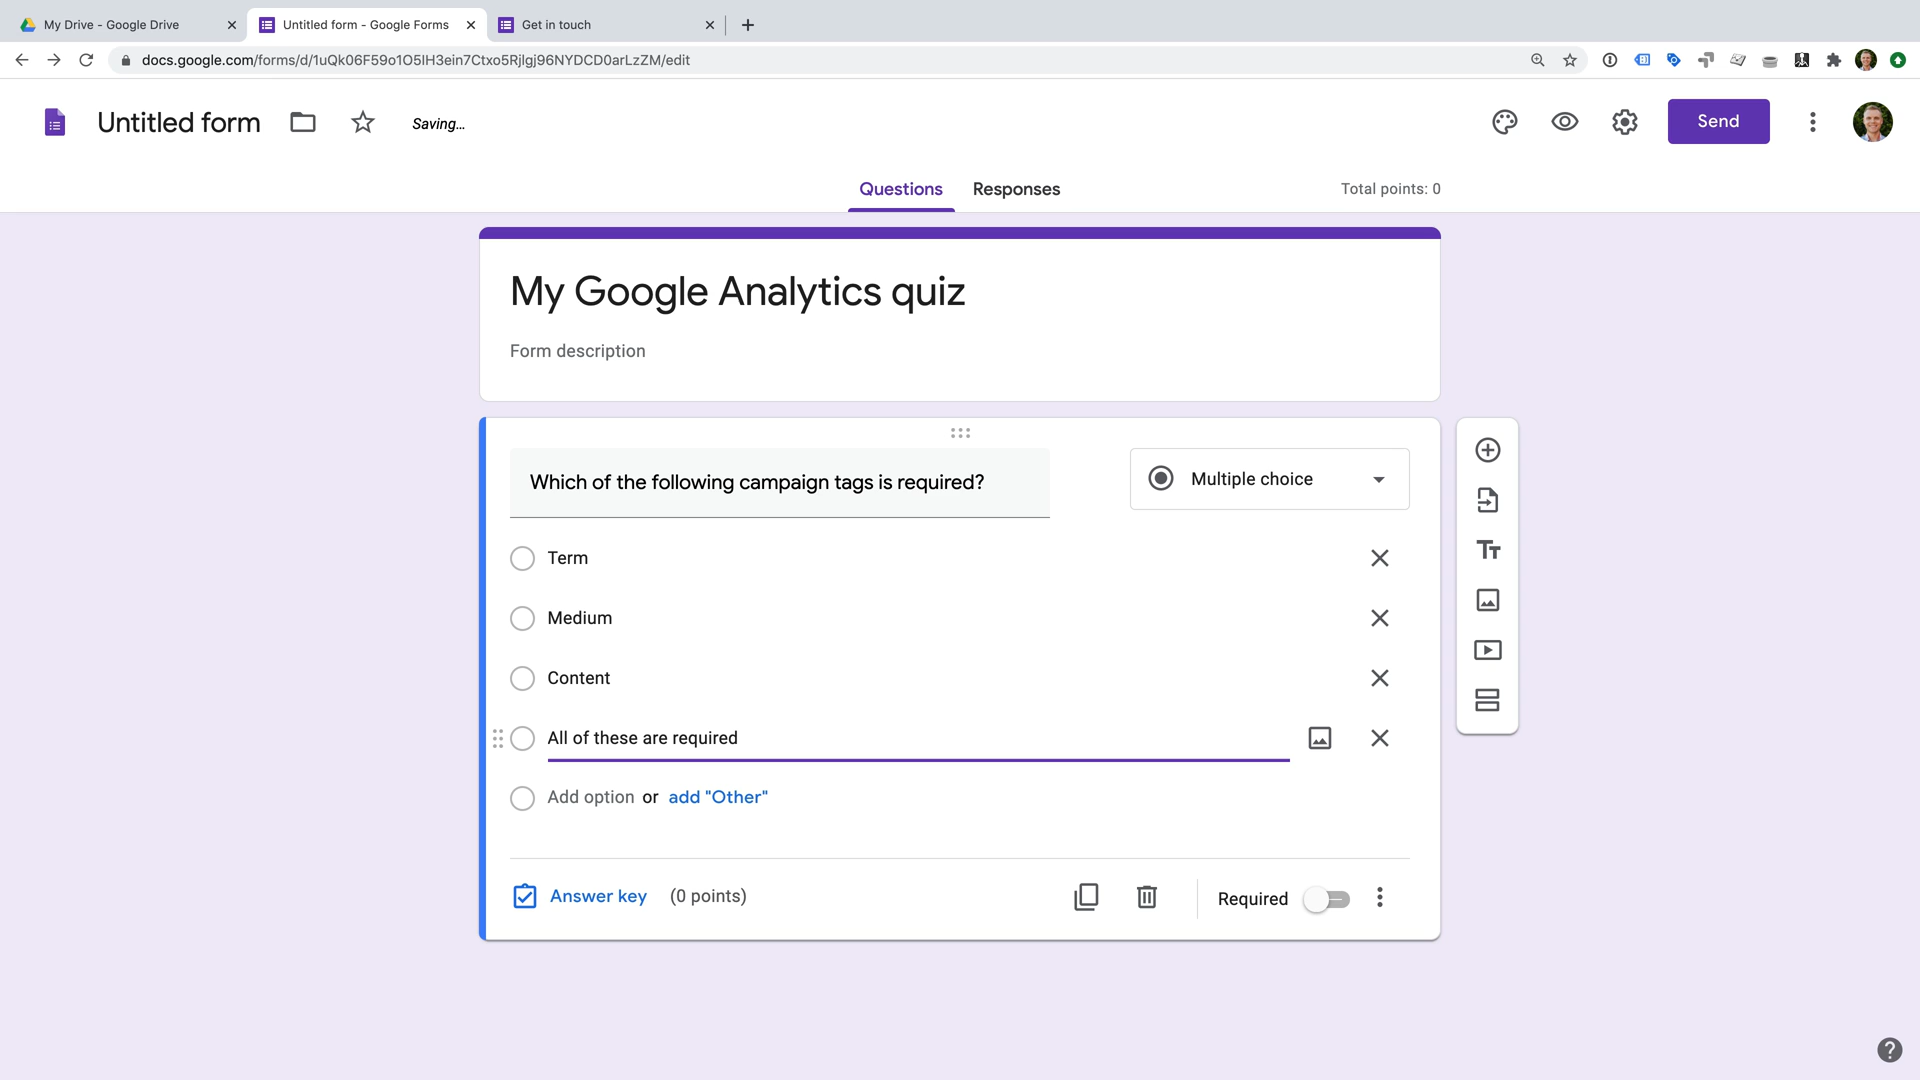 My Drive - Google Drive
Untitled form - Google Forms
Get in touch
docs.google.com/forms/d/1uQk06F59o1O5IH3ein7Ctxo5Rjlgj96NYDCD0arLzZM/edit
Untitled form
Saving...
Send
Questions
Responses
Total points: 0
My Google Analytics quiz
Form description
Which of the following campaign tags is required?
Multiple choice
Term
Medium
Content
All of these are required
Add option or add "Other"
Answer key (0 points)
Required